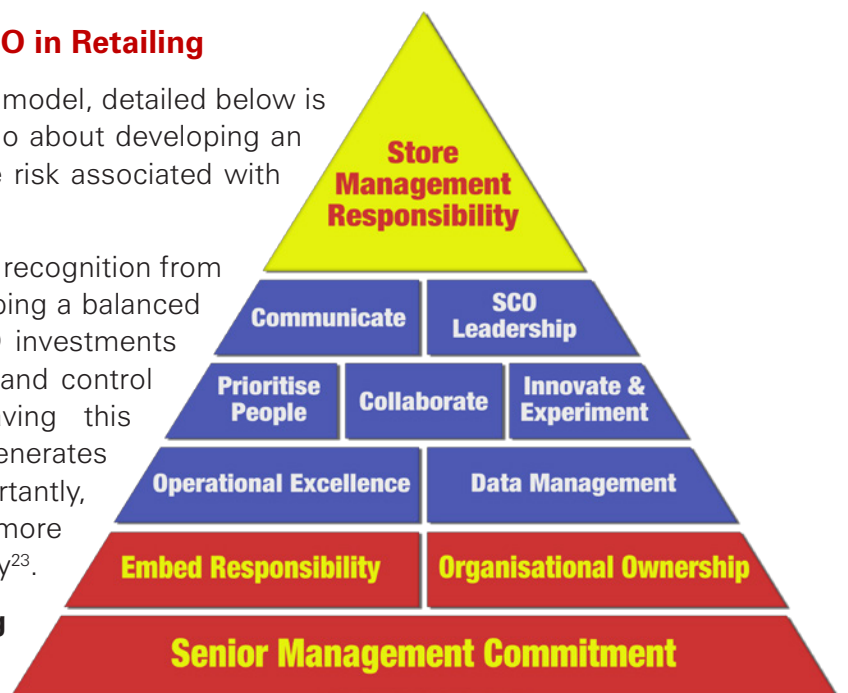 O in Retailing
model, detailed below is
o about developing an
e risk associated with
recognition from
ping a balanced
investments
and control
ving this
enerates
rtantly,
more
y23.
g
Store
Management
Responsibility
Communicate
SCO
Leadership
Prioritise
People
Collaborate
Innovate &
Experiment
Operational Excellence
Data Management
Embed Responsibility
Organisational Ownership
Senior Management Commitment